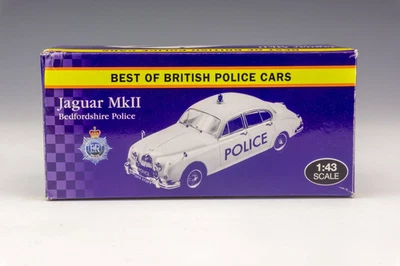 BEST OF BRITISH POLICE CARS
Jaguar MkII
Bedfordshire Police
POLICE
1:43
SCALE